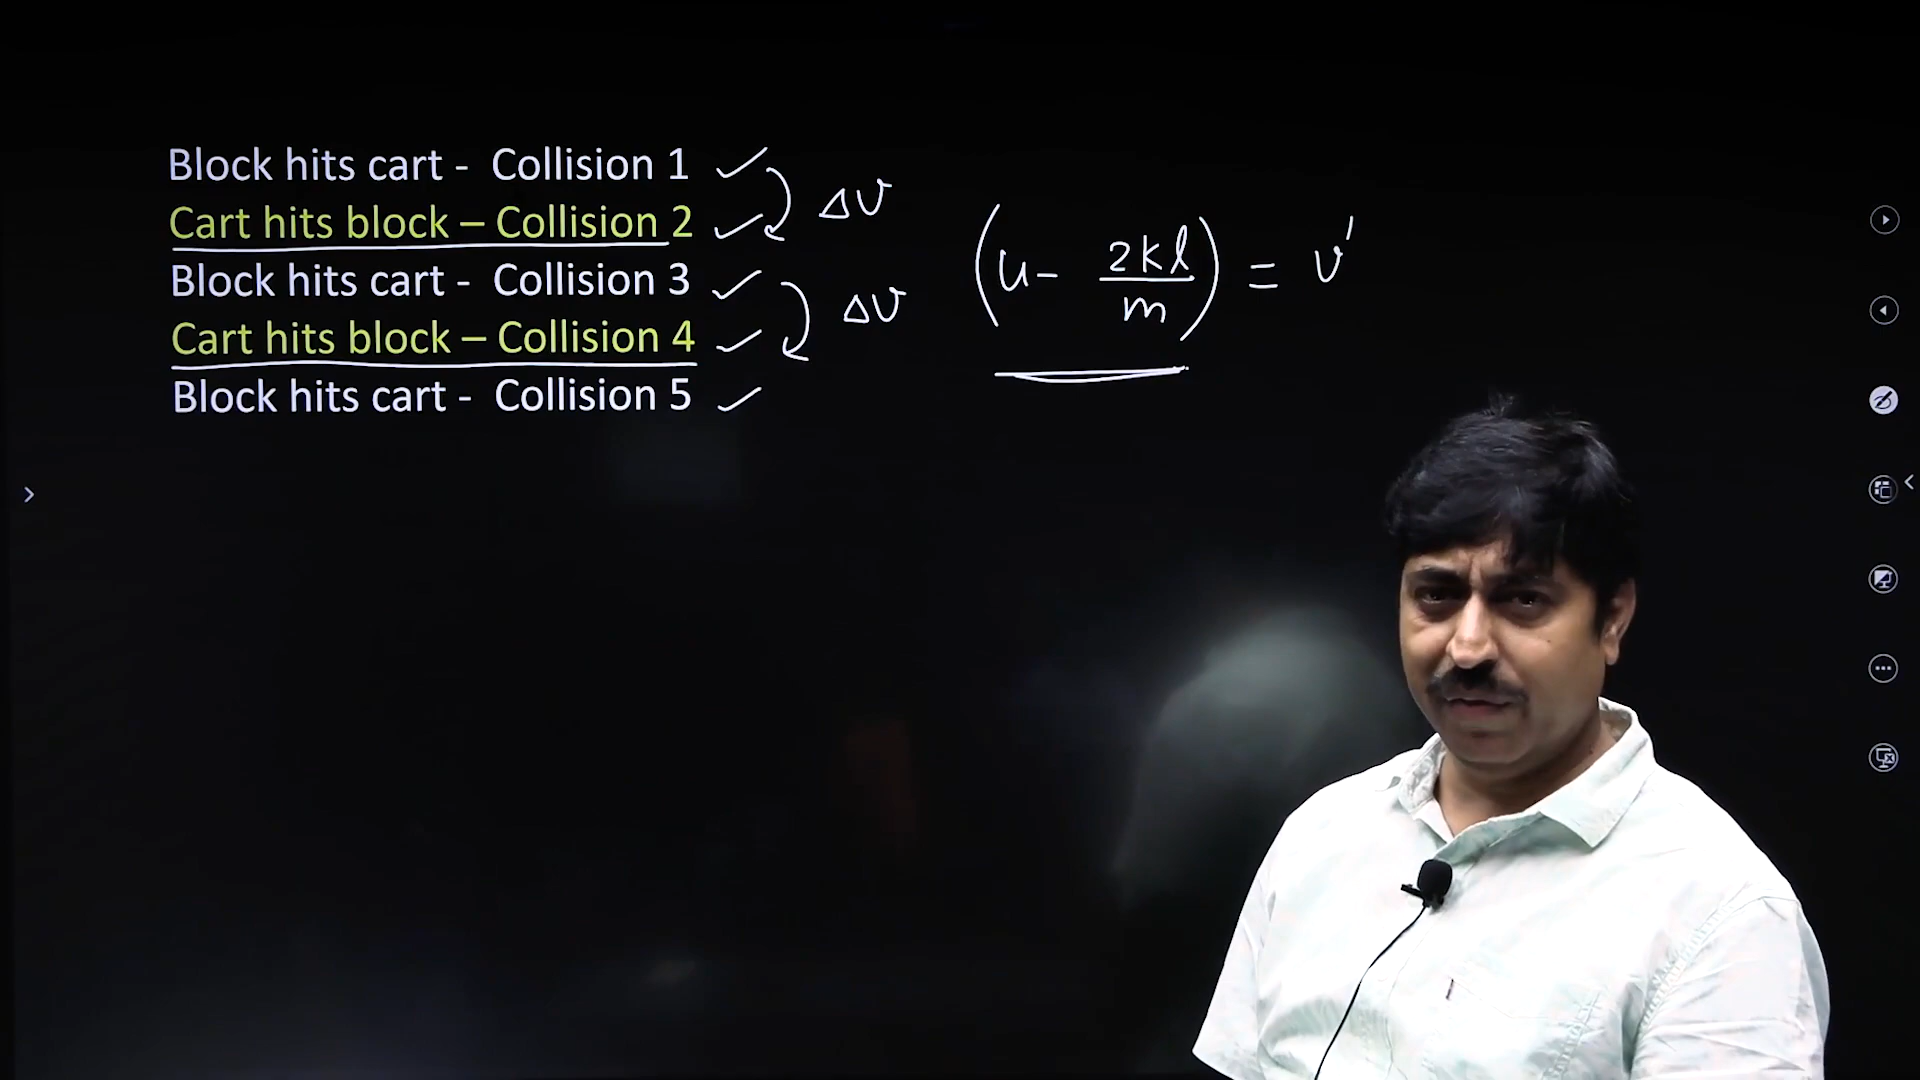 Block hits cart - Collision 1
Cart hits block – Collision 2
Block hits cart - Collision 3
Cart hits block – Collision 4
Block hits cart - Collision 5
Δv
Δv
(u - 2kl/m) = v'